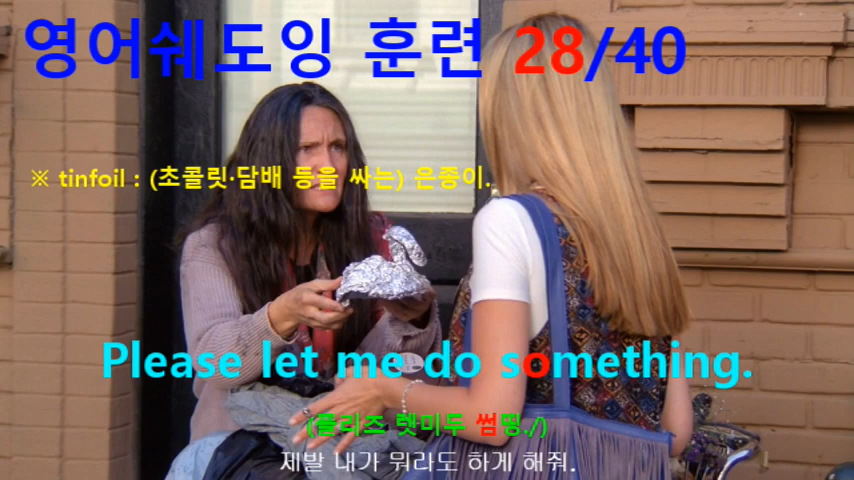 영어쉐도잉 훈련 28/40
※ tinfoil : (초콜릿·담배 등을 싸는) 은종이.
Please let me do something.
(플리즈 렛미두 썸띵./)
제발 내가 뭐라도 하게 해줘.